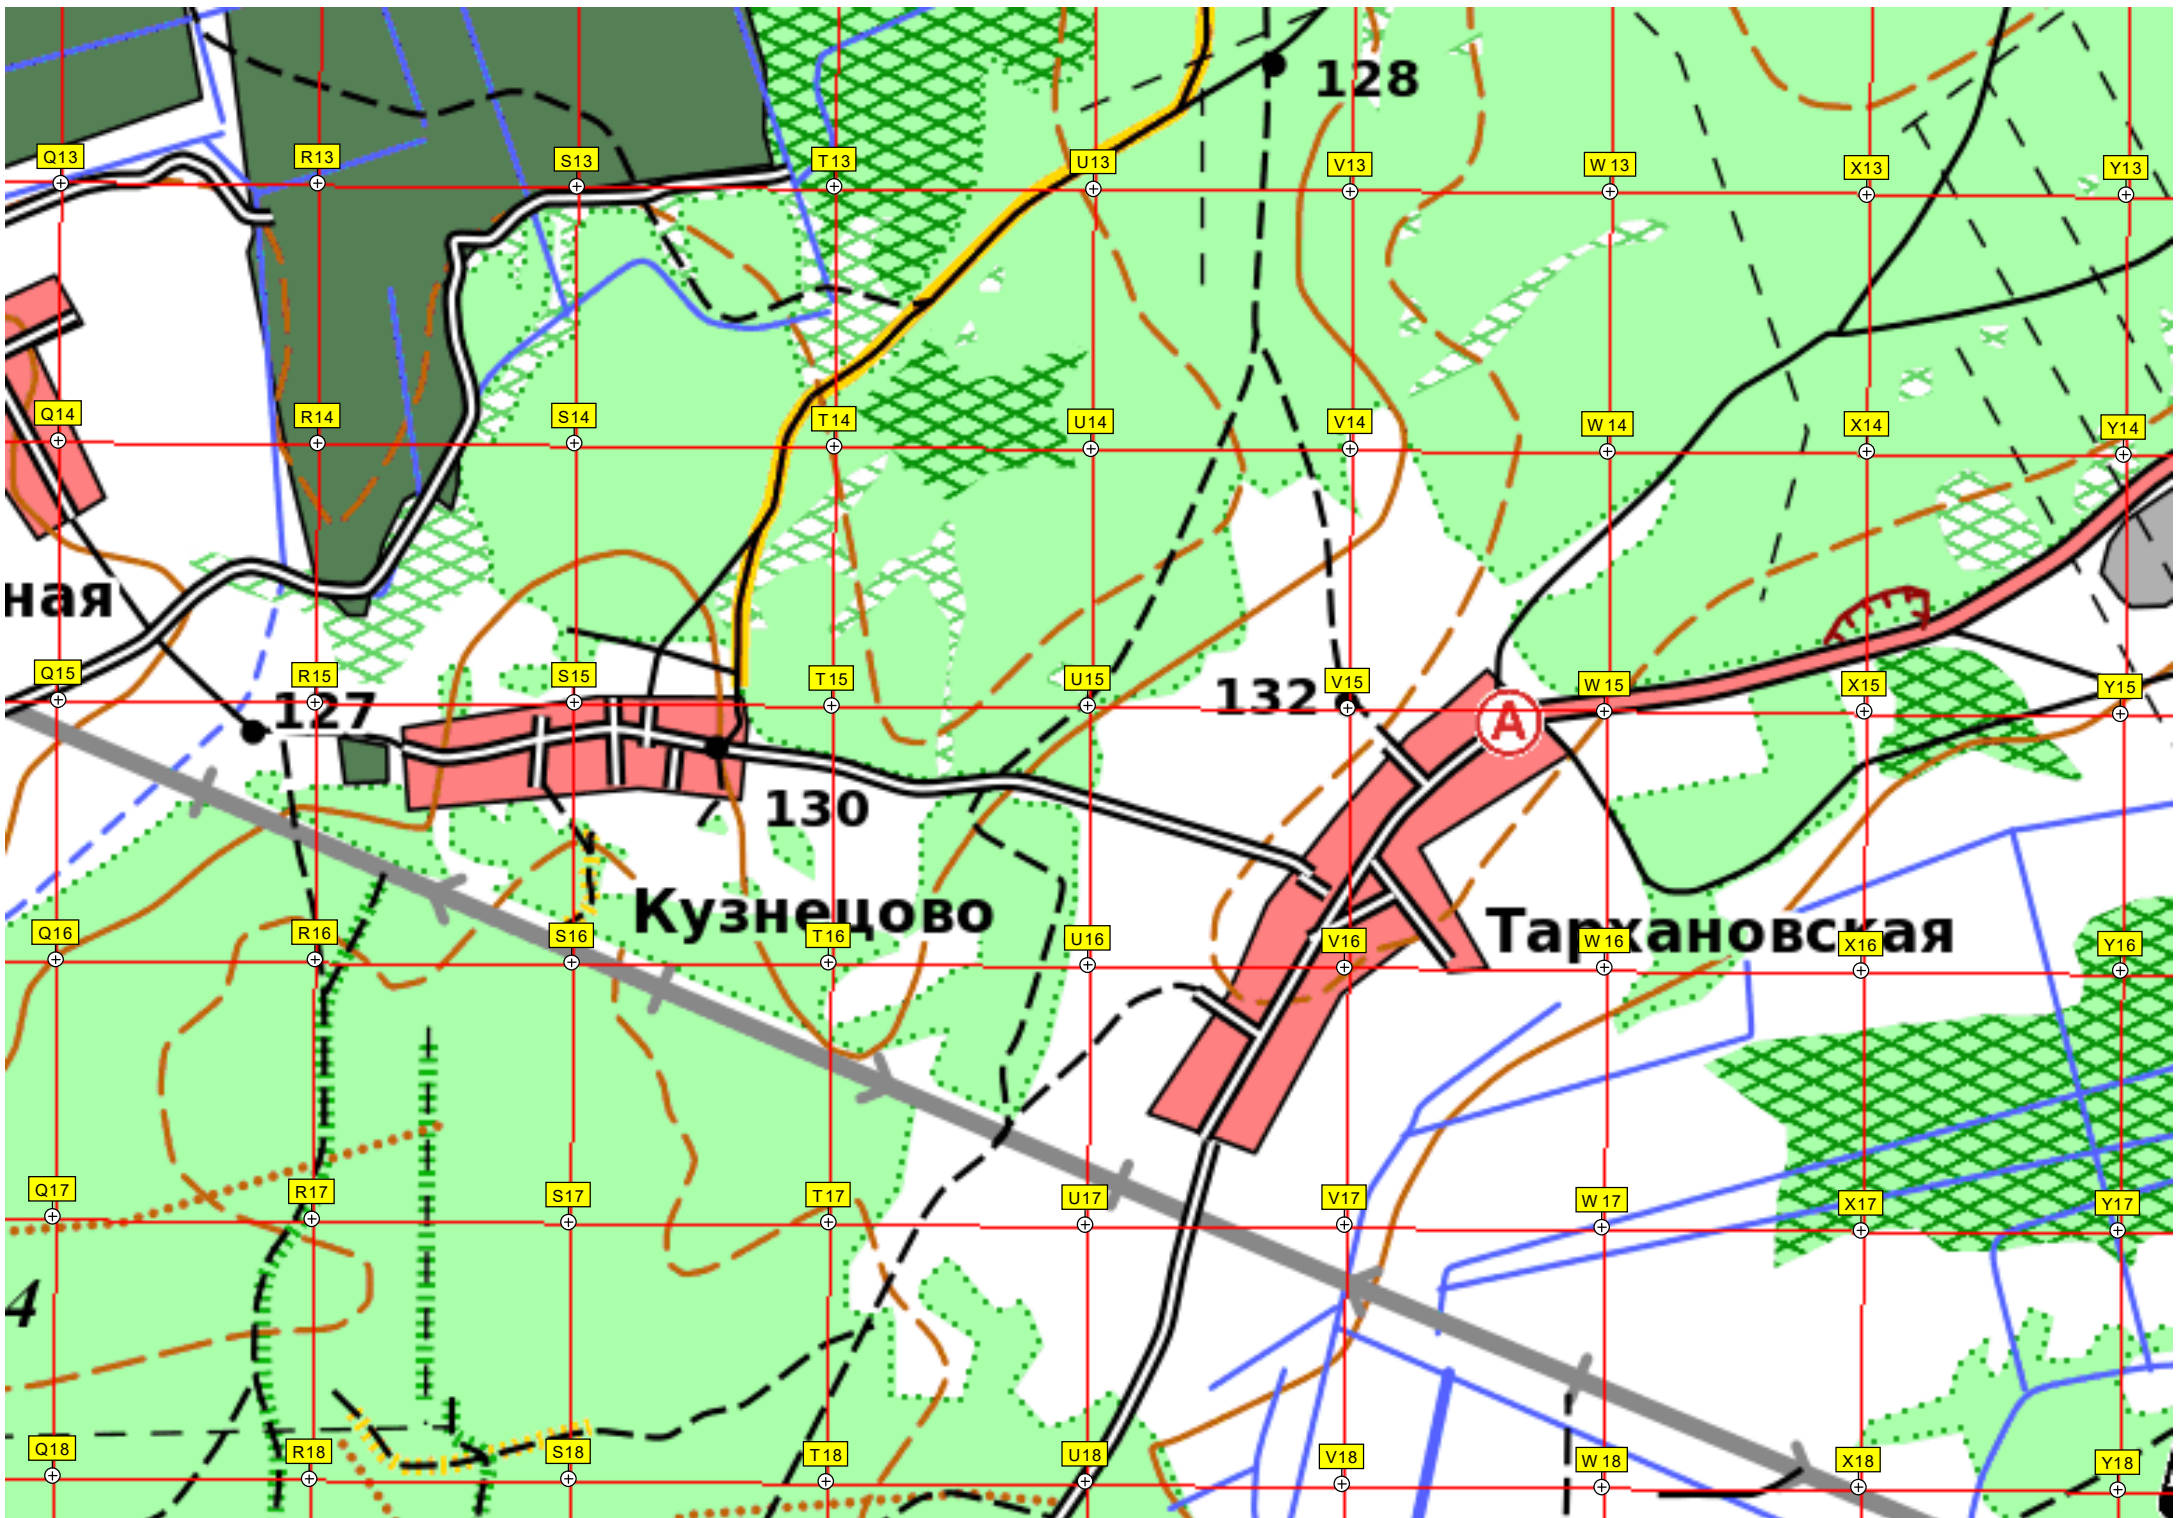 128
Q13 R13 S13 T13 U13 V13 W13 X13 Y13
Q14 R14 S14 T14 U14 V14 W14 X14 Y14
ная
Q15 R15 S15 T15 U15 V15 W15 X15 Y15
127
132
А
130
Кузнецово
Тархановская
Q16 R16 S16 T16 U16 V16 W16 X16 Y16
Q17 R17 S17 T17 U17 V17 W17 X17 Y17
4
Q18 R18 S18 T18 U18 V18 W18 X18 Y18